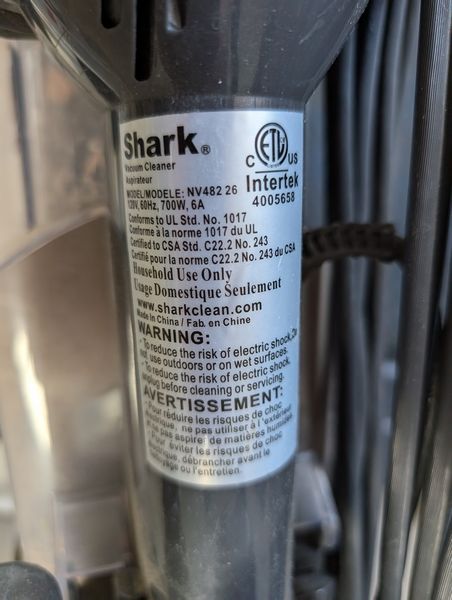 Shark®
Vacuum Cleaner
Aspirateur
MODEL/MODELE: NV482 26
120V, 60Hz, 700W, 6A
Conforms to UL Std. No. 1017
Conforme à la norme 1017 du UL
Certified to CSA Std. C22.2 No. 243
Certifié pour la norme C22.2 No. 243 du CSA
Household Use Only
Usage Domestique Seulement
www.sharkclean.com
Made in China / Fab. en Chine
WARNING:
To reduce the risk of electric shock, Do
not use outdoors or on wet surfaces.
To reduce the risk of electric shock,
unplug before cleaning or servicing.
AVERTISSEMENT:
Pour réduire les risques de choc
électrique, ne pas utiliser à l'extérieur
et ne pas aspirer de matières humides
Pour éviter les risques de choc
électrique, débrancher avant le
ou l'entretien.
C ETL US
Intertek
4005658